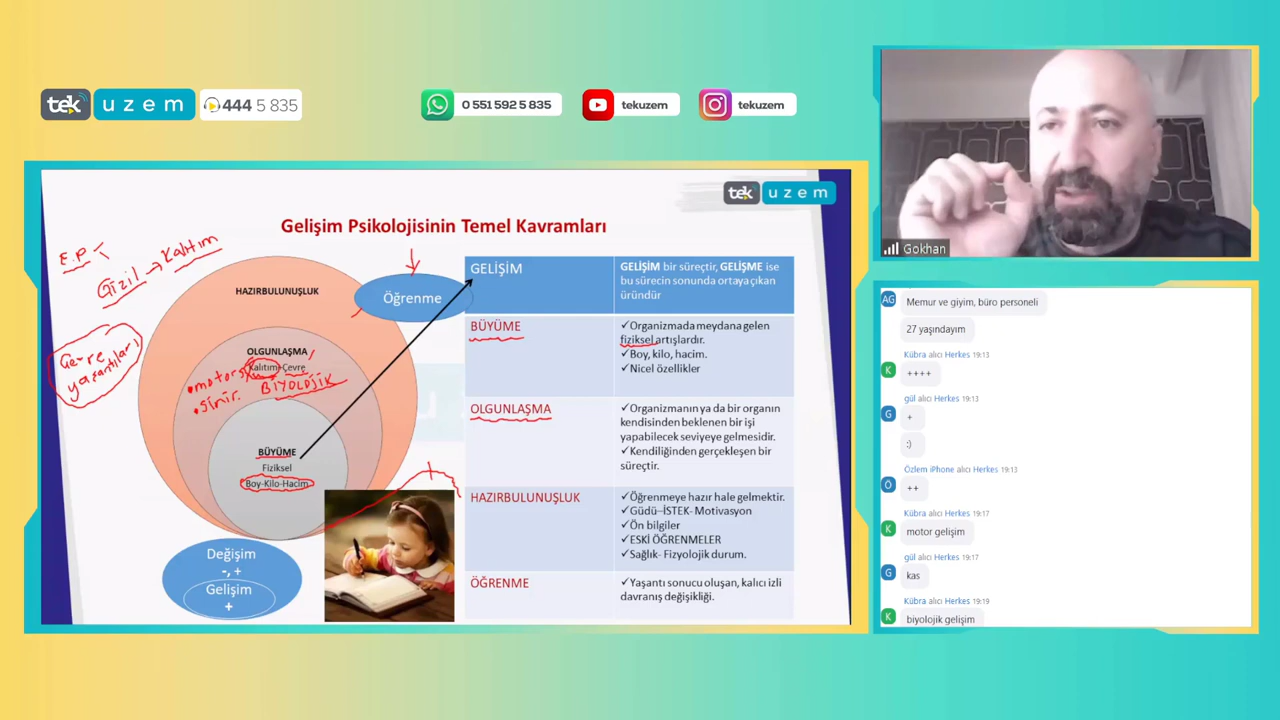 tek uzem
444 5 835
0 551 592 5 835
tekuzem
tekuzem
tek uzem
Gelişim Psikolojisinin Temel Kavramları
E.P
Gizil → Kalıtım
Çevre
yaşantıları
HAZIRBULUNUŞLUK
Öğrenme
OLGUNLAŞMA
Kalıtım-Çevre
• motor
BİYOLOJİK
• sinir.
BÜYÜME
Fiziksel
Boy-Kilo-Hacim
Değişim
-, +
Gelişim
+
GELİŞİM
GELİŞİM bir süreçtir, GELİŞME ise
bu sürecin sonunda ortaya çıkan
üründür
BÜYÜME
✓Organizmada meydana gelen
fiziksel artışlardır.
✓Boy, kilo, hacim.
✓Nicel özellikler
OLGUNLAŞMA
✓Organizmanın ya da bir organın
kendisinden beklenen bir işi
yapabilecek seviyeye gelmesidir.
✓Kendiliğinden gerçekleşen bir
süreçtir.
HAZIRBULUNUŞLUK
✓Öğrenmeye hazır hale gelmektir.
✓Güdü–İSTEK- Motivasyon
✓Ön bilgiler
✓ESKİ ÖĞRENMELER
✓Sağlık- Fizyolojik durum.
ÖĞRENME
✓Yaşantı sonucu oluşan, kalıcı izli
davranış değişikliği.
Gokhan
AG
Memur ve giyim, büro personeli
27 yaşındayım
Kübra alıcı Herkes 19:13
K
++++
gül alıcı Herkes 19:13
G
+
:)
Özlem iPhone alıcı Herkes 19:13
Ö
++
Kübra alıcı Herkes 19:17
K
motor gelişim
gül alıcı Herkes 19:17
G
kas
Kübra alıcı Herkes 19:19
K
biyolojik gelişim